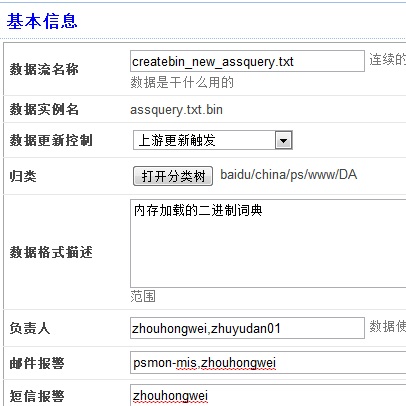 基本信息
数据流名称 createbin_new_assquery.txt 连续的
数据是干什么用的
数据实例名 assquery.txt.bin
数据更新控制 上游更新触发
归类 打开分类树 baidu/china/ps/www/DA
内存加载的二进制词典
数据格式描述
范围
负责人 zhouhongwei,zhuyudan01 数据使
邮件报警 psmon-mis,zhouhongwei
短信报警 zhouhongwei